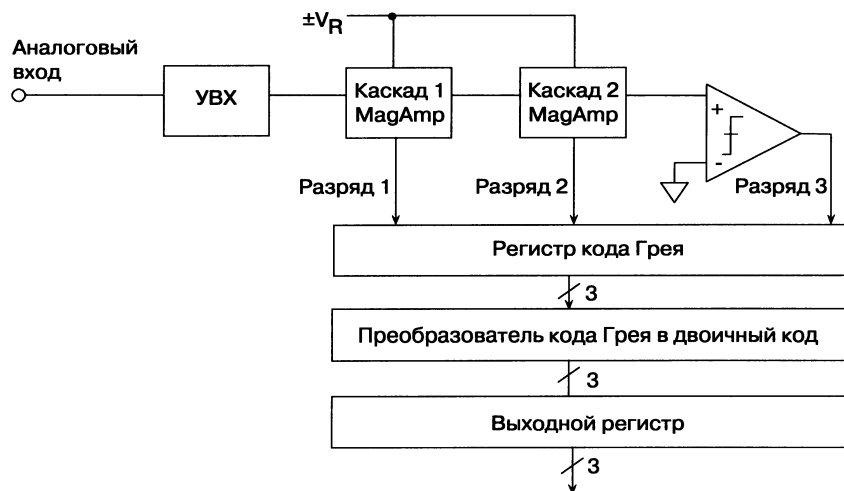 ±VR
Аналоговый
вход
УВХ
Каскад 1
MagAmp
Каскад 2
MagAmp
+
-
Разряд 1
Разряд 2
Разряд 3
Регистр кода Грея
3
Преобразователь кода Грея в двоичный код
3
Выходной регистр
3